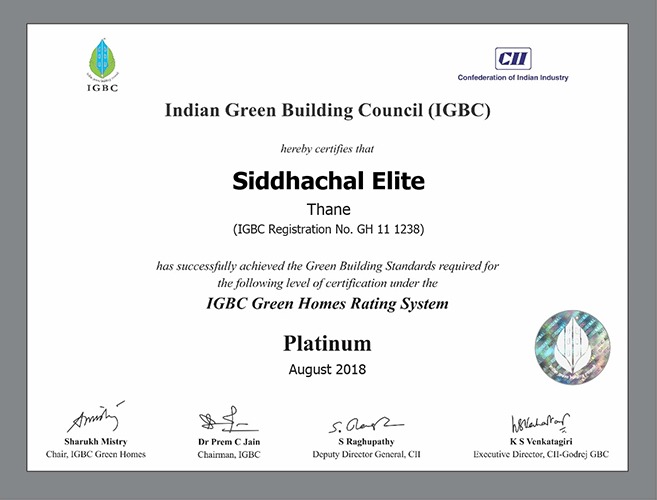 IGBC
CII
Confederation of Indian Industry
Indian Green Building Council (IGBC)
hereby certifies that
Siddhachal Elite
Thane
(IGBC Registration No. GH 11 1238)
has successfully achieved the Green Building Standards required for
the following level of certification under the
IGBC Green Homes Rating System
Platinum
August 2018
Sharukh Mistry
Chair, IGBC Green Homes
Dr Prem C Jain
Chairman, IGBC
S Raghupathy
Deputy Director General, CII
K S Venkatagiri
Executive Director, CII-Godrej GBC